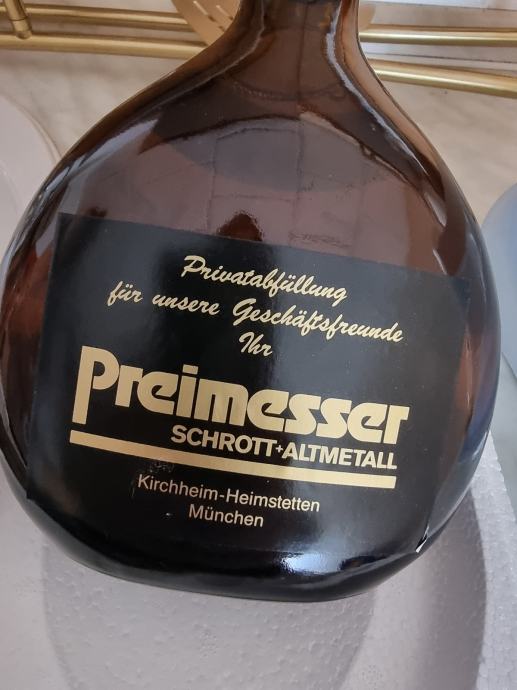 Privatabfüllung
für unsere Geschäftsfreunde
Ihr
Preimesser
SCHROTT+ALTMETALL
Kirchheim-Heimstetten
München